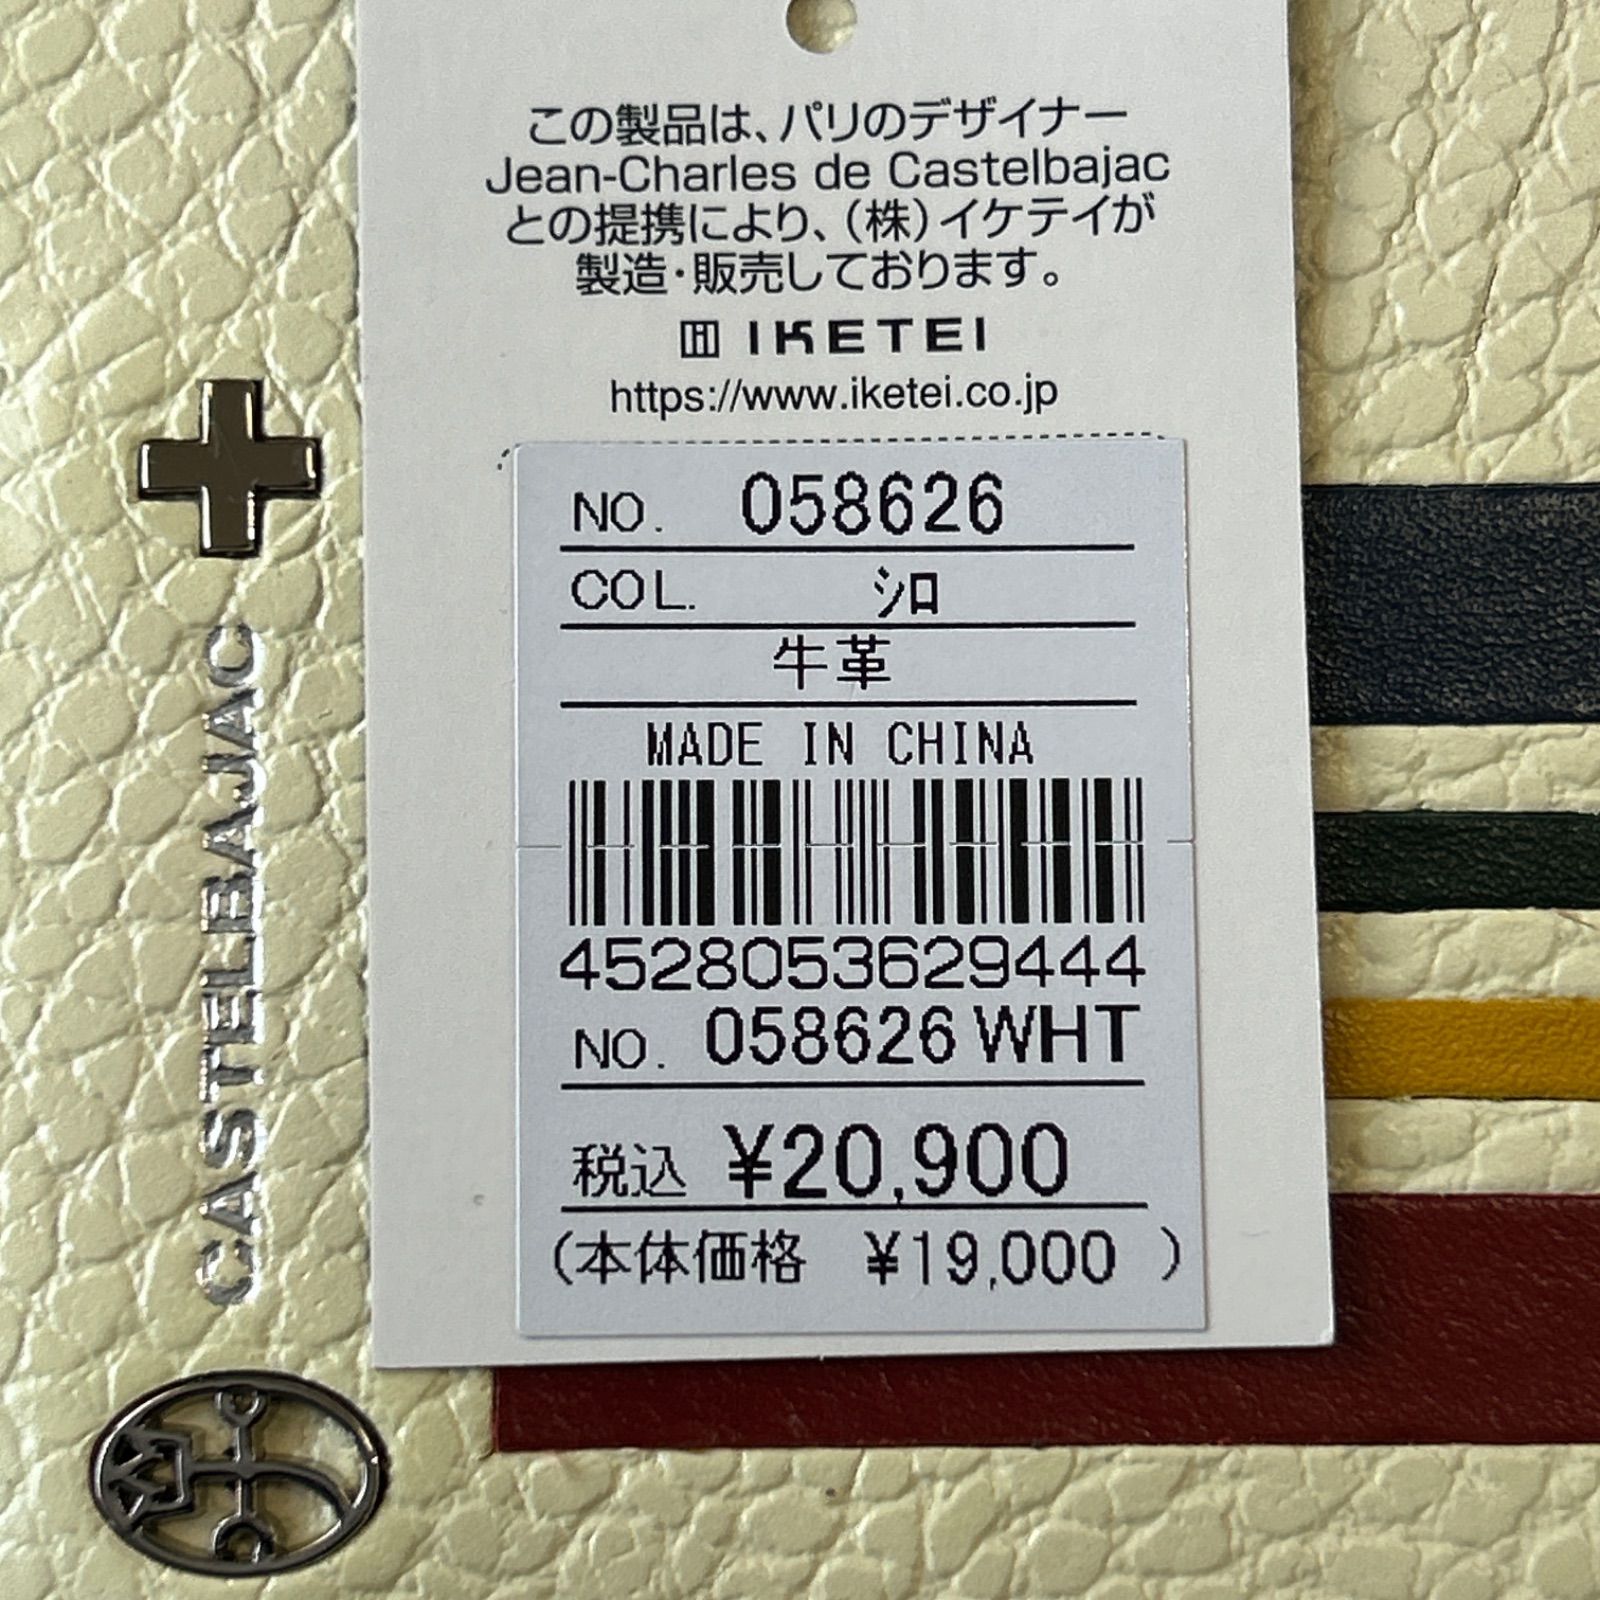 この製品は、パリのデザイナー
Jean-Charles de Castelbajac
との提携により、(株)イケテイが
製造・販売しております。
IKETEI
https://www.iketei.co.jp
NO. 058626
COL. シロ
牛革
MADE IN CHINA
4528053629444
NO. 058626WHT
税込 ¥20,900
(本体価格 ¥19,000 )
CASTELBAJAC